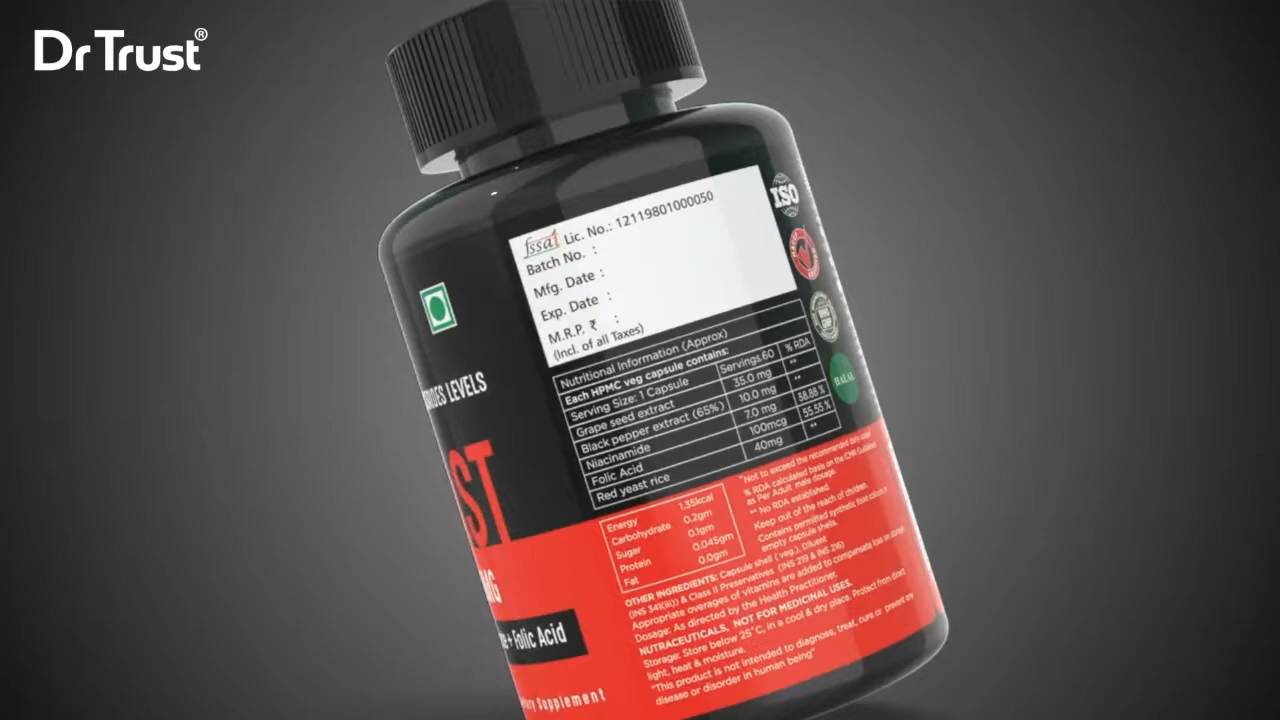 Dr Trust®
fssai Lic. No.: 12119801000050
Batch No. :
Mfg. Date :
Exp. Date :
M.R.P. ₹ :
(Incl. of all Taxes)
ISO
HALAL
LEVELS
ST
MG
+ Folic Acid
Supplement
Nutritional Information (Approx)
Each HPMC veg capsule contains:
Serving Size: 1 Capsule Servings.60 % RDA
Grape seed extract 35.0 mg **
Black pepper extract (65%) 10.0 mg **
Niacinamide 7.0 mg 38.88 %
Folic Acid 100mcg 55.55 %
Red yeast rice 40mg **
Energy 1.35kcal
Carbohydrate 0.2gm
Sugar 0.1gm
Protein 0.045gm
Fat 0.0gm
*Not to exceed the recommended daily usage
% RDA calculated basis on the ICMR Guidelines
as Per Adult male dosage.
** No RDA established.
Keep out of the reach of children.
Contains permitted synthetic food colours in
empty capsule shells.
OTHER INGREDIENTS: Capsule shell ( veg.), Diluent
(INS 341(iii)) & Class II Preservatives (INS 219 & INS 216)
Appropriate overages of vitamins are added to compensate loss on storage
Dosage: As directed by the Health Practitioner.
NUTRACEUTICALS, NOT FOR MEDICINAL USES.
Storage: Store below 25°C, in a cool & dry place. Protect from direct
light, heat & moisture.
"This product is not intended to diagnose, treat, cure or prevent any
disease or disorder in human being"